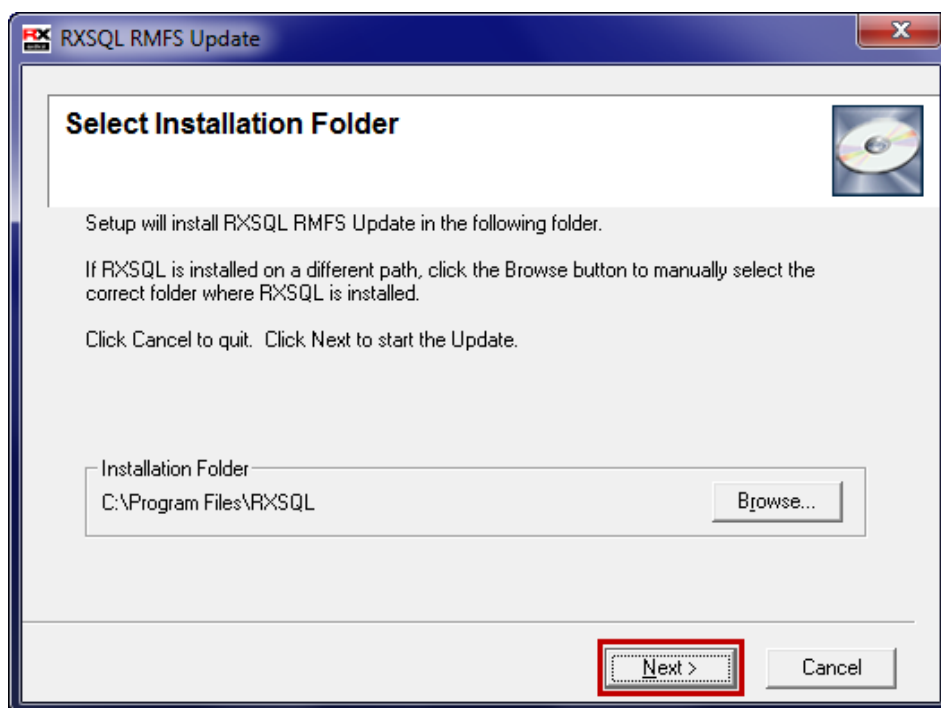 RX
RXSQL RMFS Update
Select Installation Folder
Setup will install RXSQL RMFS Update in the following folder.
If RXSQL is installed on a different path, click the Browse button to manually select the
correct folder where RXSQL is installed.
Click Cancel to quit.  Click Next to start the Update.
Installation Folder
C:\Program Files\RXSQL
Browse...
Next >
Cancel